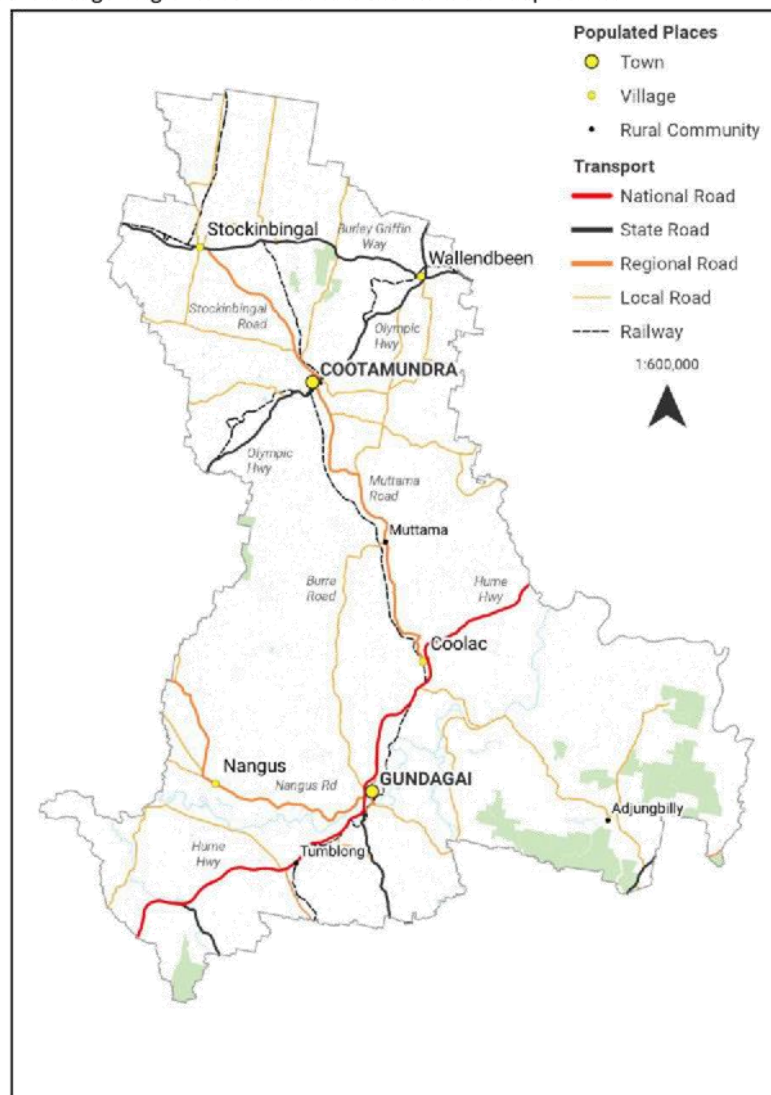 Populated Places
Town
Village
Rural Community
Transport
National Road
State Road
Regional Road
Local Road
Railway
1:600,000
Stockinbingal
Burley Griffin
Way
Wallendbeen
Stockinbingal
Road
Olympic
Hwy
COOTAMUNDRA
Olympic
Hwy
Muttama
Road
Muttama
Burra
Road
Hume
Hwy
Coolac
Nangus
Nangus Rd
GUNDAGAI
Adjungbilly
Hume
Hwy
Tumblong